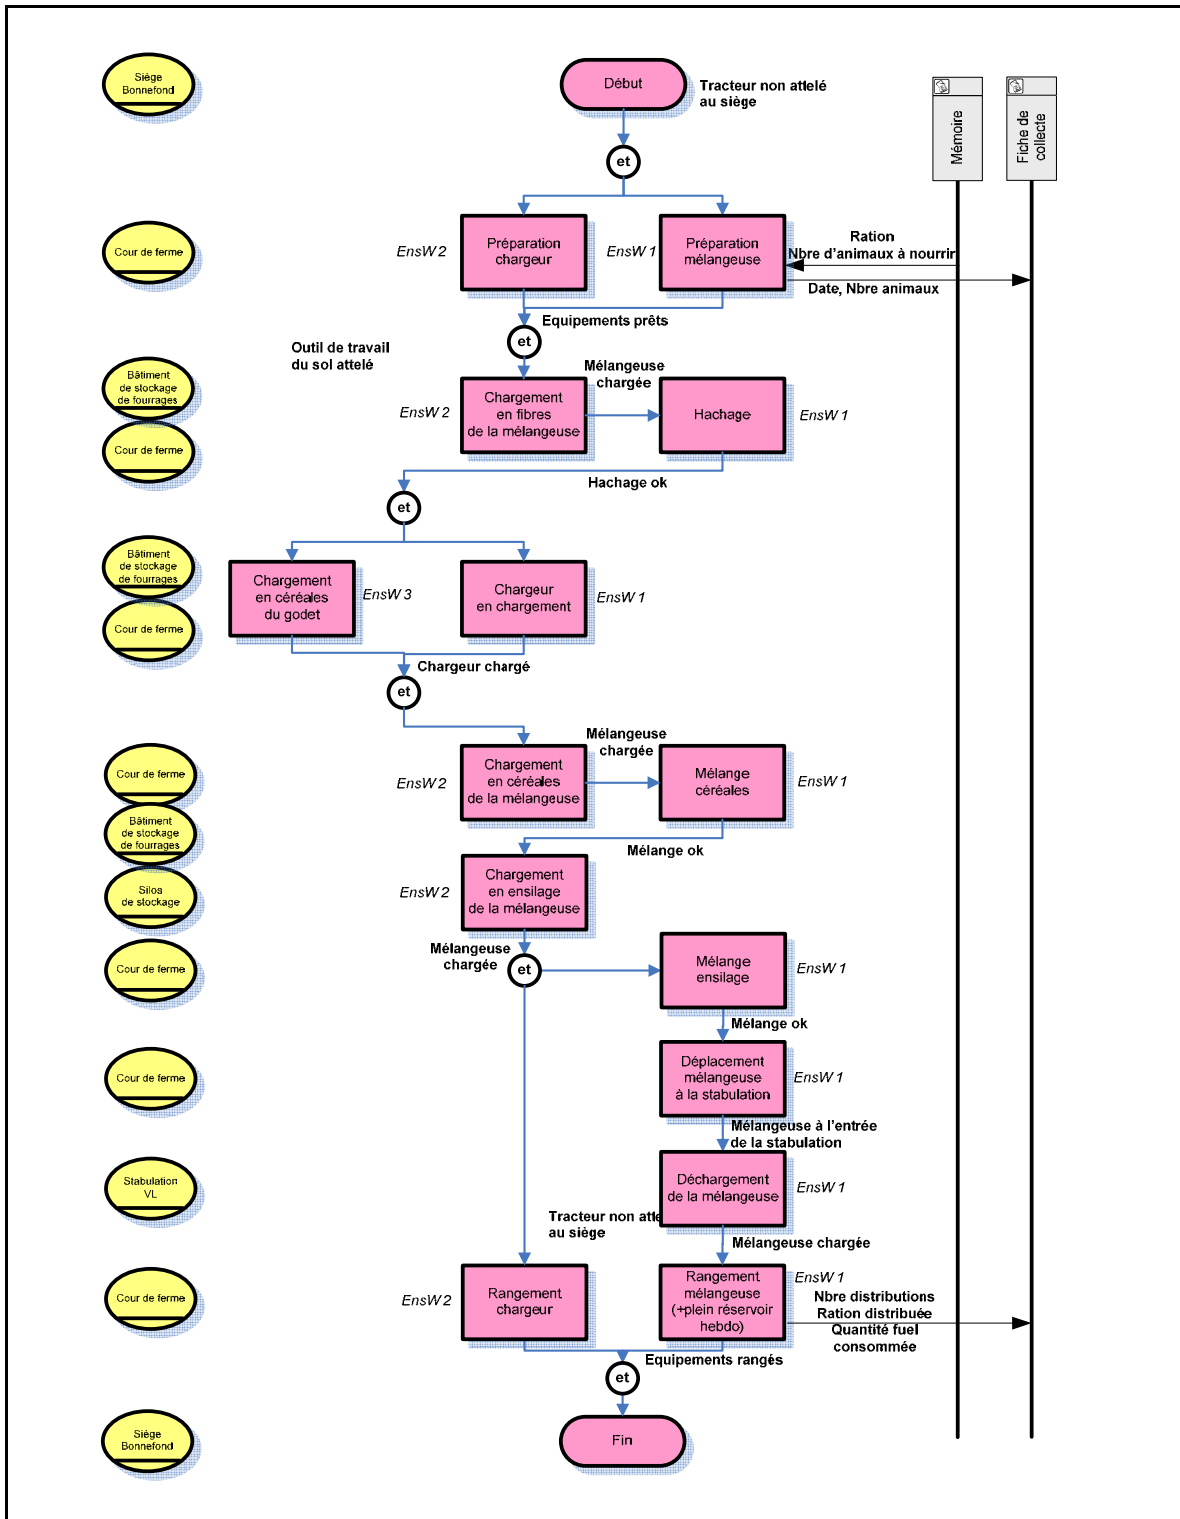 Siège
Bonnefond
Début
Tracteur non attelé
au siège
Mémoire
Fiche de
collecte
et
Cour de ferme
EnsW 2
Préparation
chargeur
EnsW 1
Préparation
mélangeuse
Ration
Nbre d'animaux à nourrir
Date, Nbre animaux
Equipements prêts
et
Outil de travail
du sol attelé
Bâtiment
de stockage
de fourrages
Cour de ferme
EnsW 2
Chargement
en fibres
de la mélangeuse
Mélangeuse
chargée
Hachage
EnsW 1
Hachage ok
et
Bâtiment
de stockage
de fourrages
Cour de ferme
Chargement
en céréales
du godet
EnsW 3
Chargeur
en chargement
EnsW 1
Chargeur chargé
et
Cour de ferme
EnsW 2
Chargement
en céréales
de la mélangeuse
Mélangeuse
chargée
Mélange
céréales
EnsW 1
Bâtiment
de stockage
de fourrages
Mélange ok
Silos
de stockage
EnsW 2
Chargement
en ensilage
de la mélangeuse
Mélangeuse
chargée
et
Cour de ferme
Mélange
ensilage
EnsW 1
Mélange ok
Cour de ferme
Déplacement
mélangeuse
à la stabulation
EnsW 1
Mélangeuse à l'entrée
de la stabulation
Stabulation
VL
Déchargement
de la mélangeuse
EnsW 1
Tracteur non atte
au siège
Mélangeuse chargée
Cour de ferme
EnsW 2
Rangement
chargeur
Rangement
mélangeuse
(+plein réservoir
hebdo)
EnsW 1
Nbre distributions
Ration distribuée
Quantité fuel
consommée
Equipements rangés
et
Siège
Bonnefond
Fin